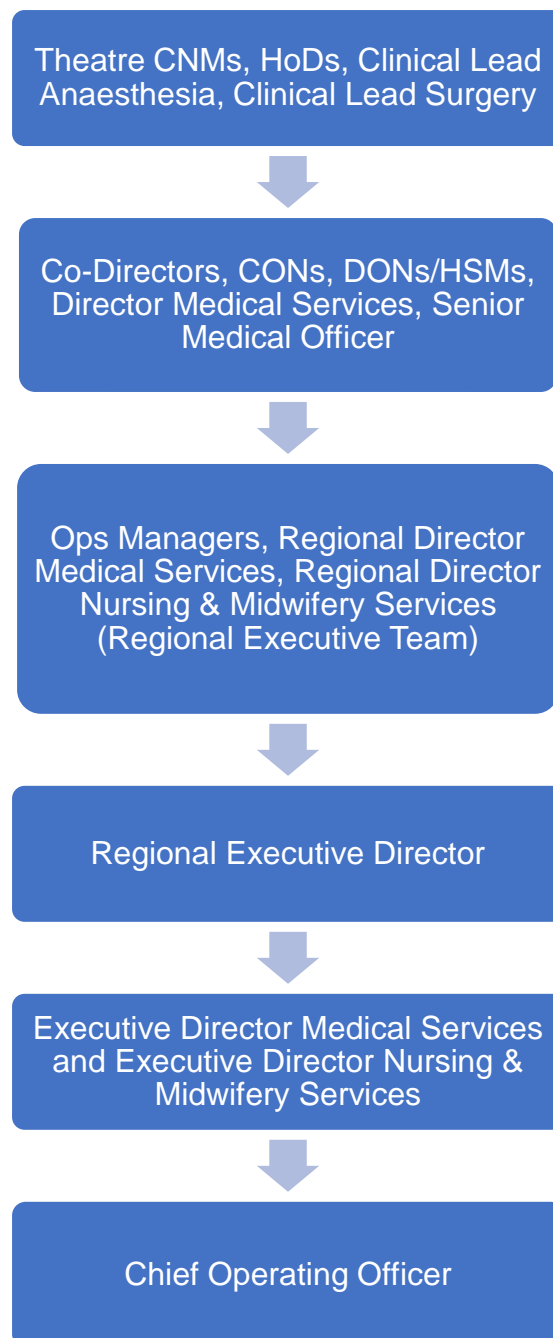 Theatre CNMs, HoDs, Clinical Lead
Anaesthesia, Clinical Lead Surgery
Co-Directors, CONs, DONs/HSMs,
Director Medical Services, Senior
Medical Officer
Ops Managers, Regional Director
Medical Services, Regional Director
Nursing & Midwifery Services
(Regional Executive Team)
Regional Executive Director
Executive Director Medical Services
and Executive Director Nursing &
Midwifery Services
Chief Operating Officer